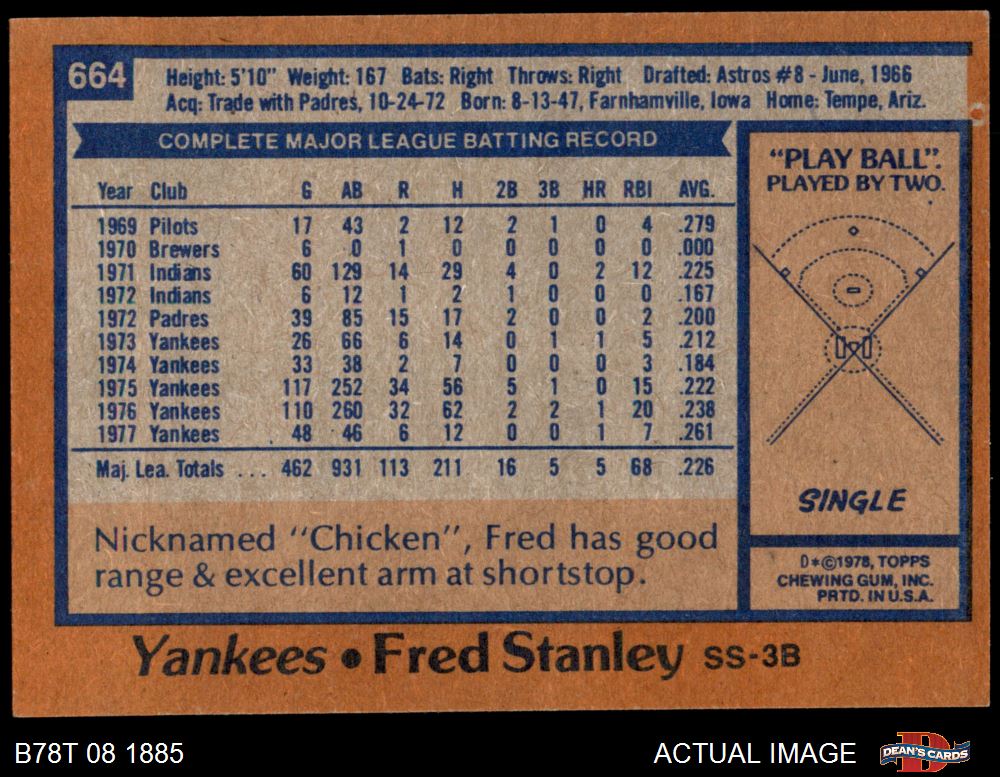 664
Height: 5'10" Weight: 167 Bats: Right Throws: Right Drafted: Astros #8 - June, 1966
Acq: Trade with Padres, 10-24-72 Born: 8-13-47, Farnhamville, Iowa Home: Tempe, Ariz.
COMPLETE MAJOR LEAGUE BATTING RECORD
Year Club G AB R H 2B 3B HR RBI AVG.
1969 Pilots 17 43 2 12 2 1 0 4 .279
1970 Brewers 6 0 1 0 0 0 0 0 .000
1971 Indians 60 129 14 29 4 0 2 12 .225
1972 Indians 6 12 1 2 1 0 0 0 .167
1972 Padres 39 85 15 17 2 0 0 2 .200
1973 Yankees 26 66 6 14 0 1 1 5 .212
1974 Yankees 33 38 2 7 0 0 0 3 .184
1975 Yankees 117 252 34 56 5 1 0 15 .222
1976 Yankees 110 260 32 62 2 2 1 20 .238
1977 Yankees 48 46 6 12 0 0 1 7 .261
Maj. Lea. Totals ... 462 931 113 211 16 5 5 68 .226
Nicknamed "Chicken", Fred has good
range & excellent arm at shortstop.
"PLAY BALL".
PLAYED BY TWO.
SINGLE
D*©1978, TOPPS
CHEWING GUM, INC.
PRTD. IN U.S.A.
Yankees • Fred Stanley SS-3B
B78T 08 1885
ACTUAL IMAGE
DEAN'S CARDS